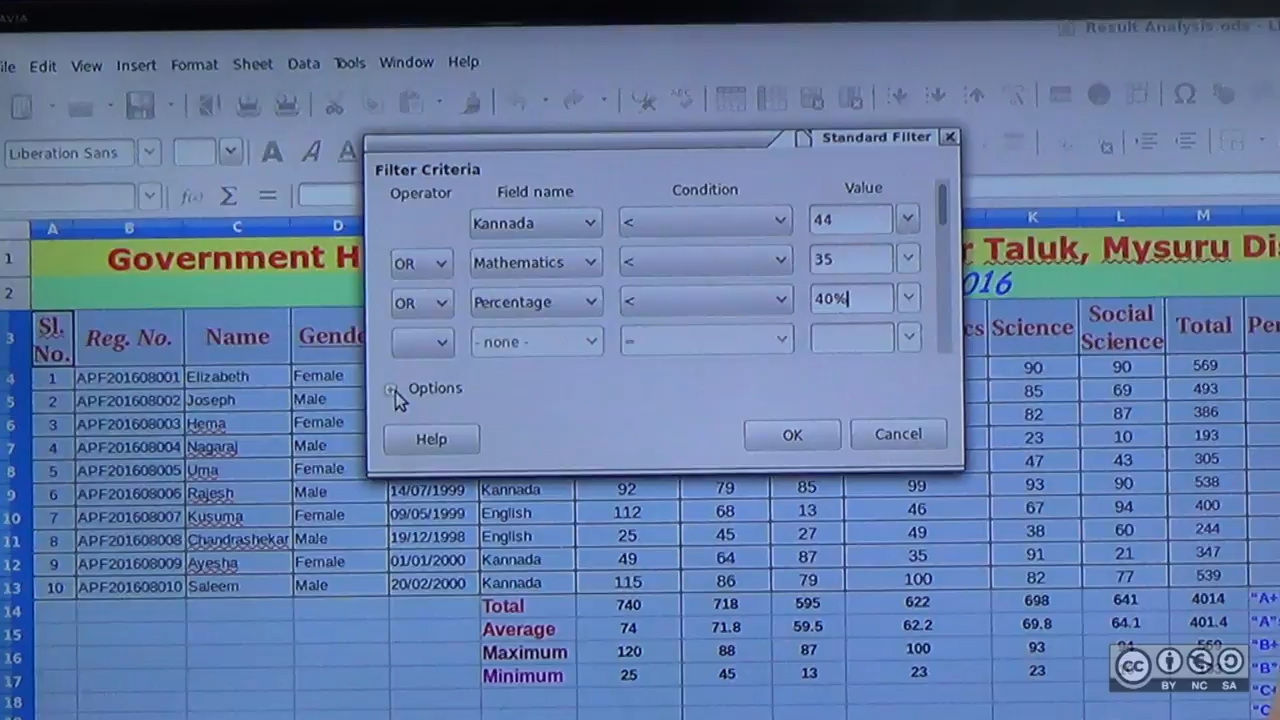 AVIA
Result Analysis.ods - L
ile Edit View Insert Format Sheet Data Tools Window Help
Liberation Sans
Standard Filter
Filter Criteria
Operator Field name Condition Value
Kannada < 44
OR Mathematics < 35
OR Percentage < 40%
- none - =
Options
Help OK Cancel
A B C D K L M
1 Government H r Taluk, Mysuru Di
2 016
3 Sl. No. Reg. No. Name Gende cs Science Social Science Total Per
4 1 APF201608001 Elizabeth Female 90 90 569
5 2 APF201608002 Joseph Male 85 69 493
6 3 APF201608003 Hema Female 82 87 386
7 4 APF201608004 Nagaraj Male 23 10 193
8 5 APF201608005 Uma Female 47 43 305
9 6 APF201608006 Rajesh Male 14/07/1999 Kannada 92 79 85 99 93 90 538
10 7 APF201608007 Kusuma Female 09/05/1999 English 112 68 13 46 67 94 400
11 8 APF201608008 Chandrashekar Male 19/12/1998 English 25 45 27 49 38 60 244
12 9 APF201608009 Ayesha Female 01/01/2000 Kannada 49 64 87 35 91 21 347
13 10 APF201608010 Saleem Male 20/02/2000 Kannada 115 86 79 100 82 77 539
14 Total 740 718 595 622 698 641 4014 "A+
15 Average 74 71.8 59.5 62.2 69.8 64.1 401.4 "A"
16 Maximum 120 88 87 100 93 "B+
17 Minimum 25 45 13 23 23 "B"
18 "C+
"C
CC BY NC SA